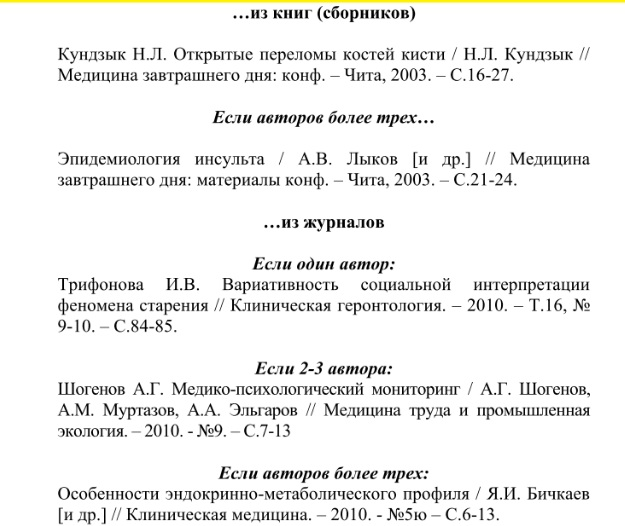 …из книг (сборников)
Кундзык Н.Л. Открытые переломы костей кисти / Н.Л. Кундзык //
Медицина завтрашнего дня: конф. – Чита, 2003. – С.16-27.
Если авторов более трех…
Эпидемиология инсульта / А.В. Лыков [и др.] // Медицина
завтрашнего дня: материалы конф. – Чита, 2003. – С.21-24.
…из журналов
Если один автор:
Трифонова И.В. Вариативность социальной интерпретации
феномена старения // Клиническая геронтология. – 2010. – Т.16, №
9-10. – С.84-85.
Если 2-3 автора:
Шогенов А.Г. Медико-психологический мониторинг / А.Г. Шогенов,
А.М. Муртазов, А.А. Эльгаров // Медицина труда и промышленная
экология. – 2010. - №9. – С.7-13
Если авторов более трех:
Особенности эндокринно-метаболического профиля / Я.И. Бичкаев
[и др.] // Клиническая медицина. – 2010. - №5ю – С.6-13.